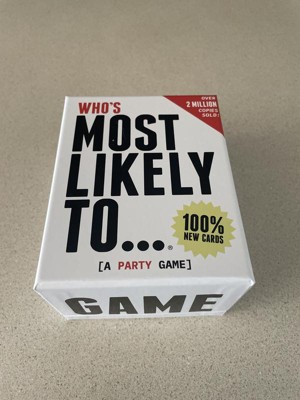 WHO'S
MOST
LIKELY
TO...®
[A PARTY GAME]
OVER
2 MILLION
COPIES
SOLD!
100%
NEW CARDS
GAME